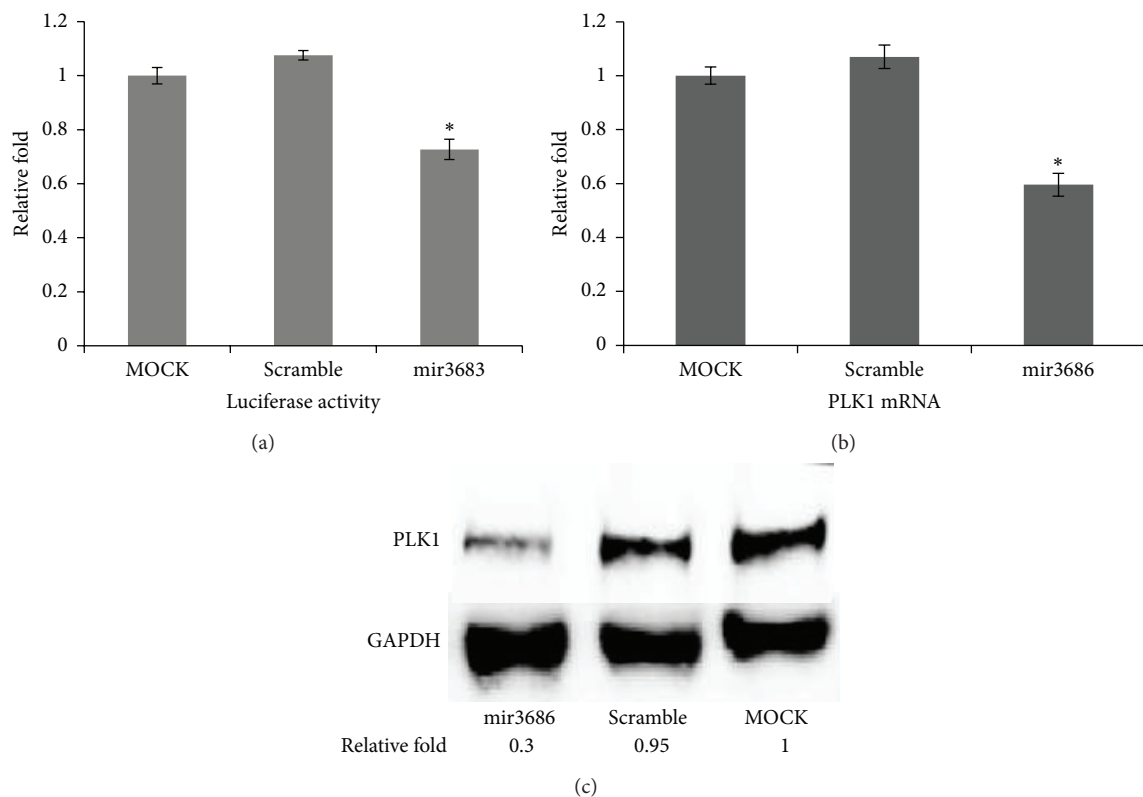 1.2
1
0.8
0.6
0.4
0.2
0
Relative fold
*
MOCK Scramble mir3683
Luciferase activity
(a)
1.2
1
0.8
0.6
0.4
0.2
0
Relative fold
*
MOCK Scramble mir3686
PLK1 mRNA
(b)
PLK1
GAPDH
mir3686 Scramble MOCK
Relative fold 0.3 0.95 1
(c)